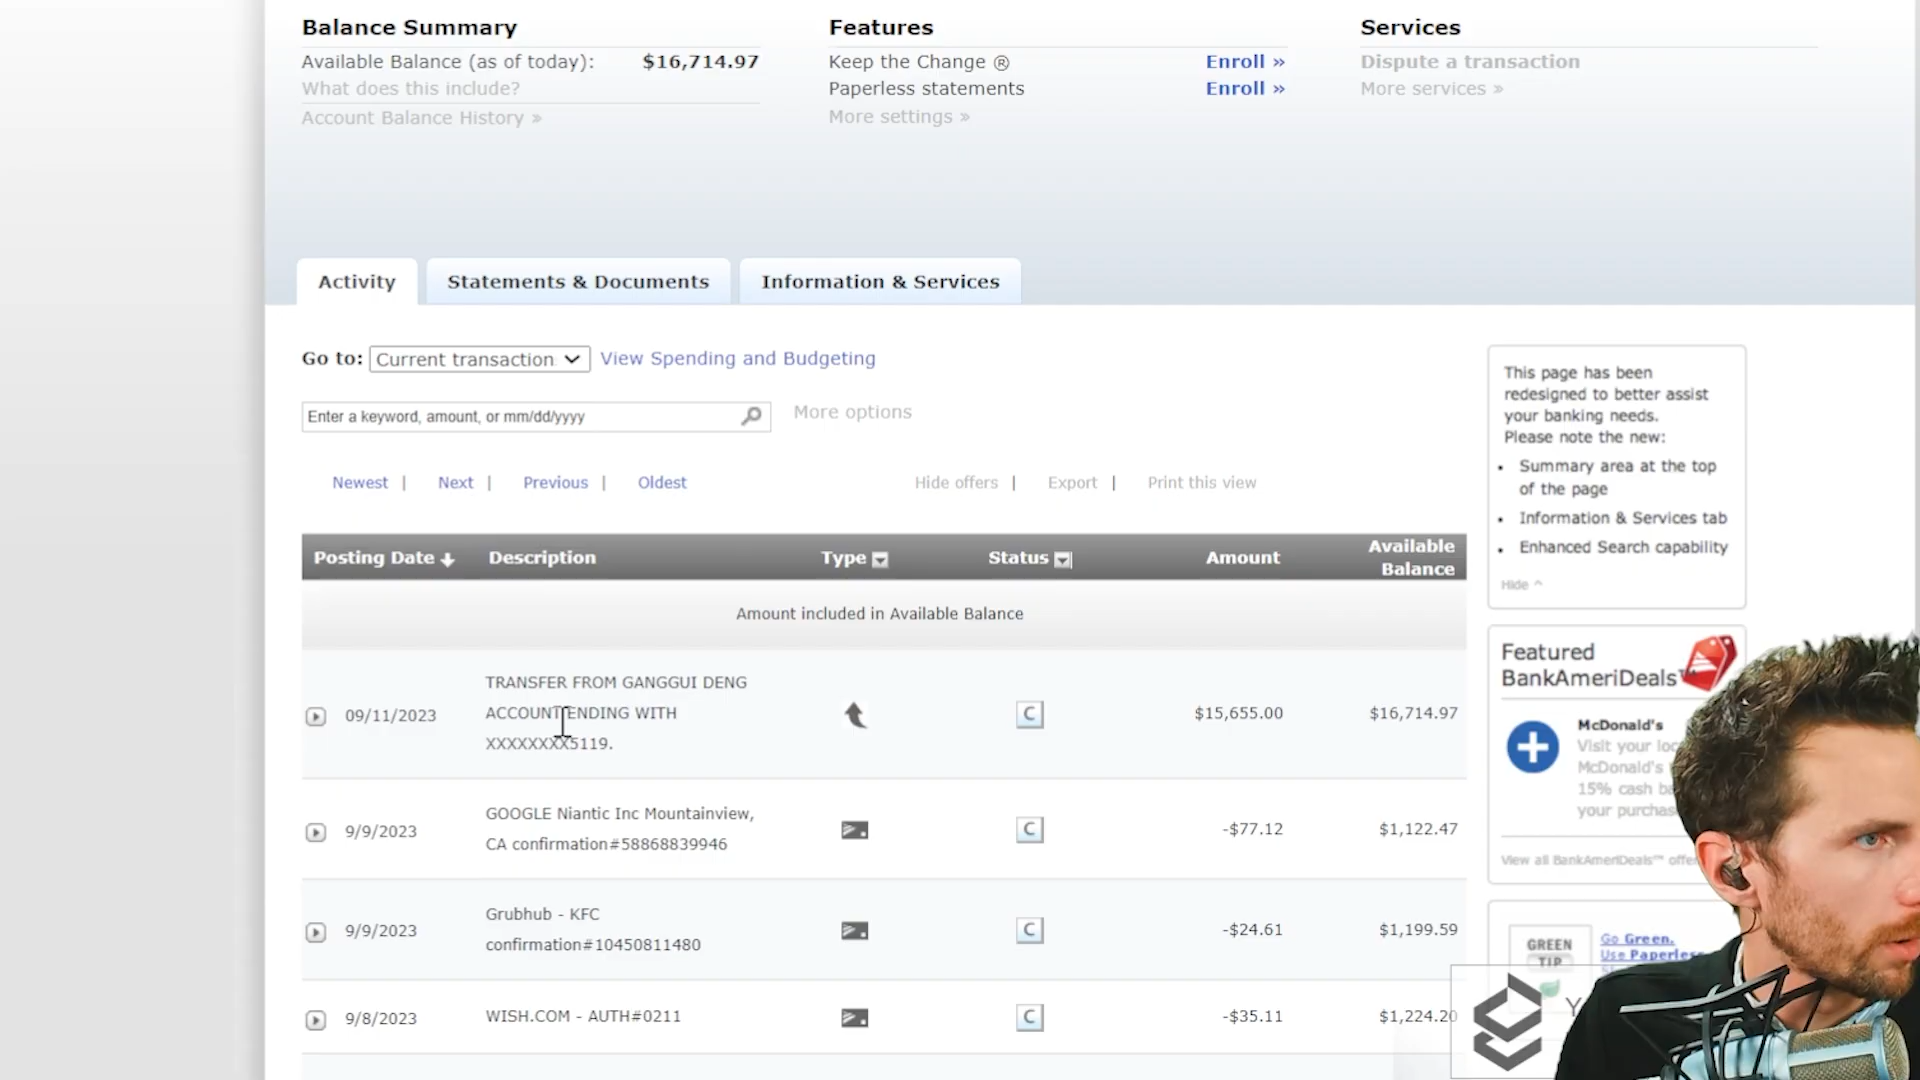 Balance Summary
Available Balance (as of today): $16,714.97
What does this include?
Account Balance History »
Features
Keep the Change ® Enroll »
Paperless statements Enroll »
More settings »
Services
Dispute a transaction
More services »
Activity Statements & Documents Information & Services
Go to: Current transaction View Spending and Budgeting
Enter a keyword, amount, or mm/dd/yyyy More options
Newest | Next | Previous | Oldest Hide offers | Export | Print this view
Posting Date Description Type Status Amount Available
Balance
Amount included in Available Balance
TRANSFER FROM GANGGUI DENG
09/11/2023 ACCOUNT ENDING WITH C $15,655.00 $16,714.97
XXXXXXXX5119.
GOOGLE Niantic Inc Mountainview,
9/9/2023 C -$77.12 $1,122.47
CA confirmation#58868839946
Grubhub - KFC
9/9/2023 C -$24.61 $1,199.59
confirmation#10450811480
9/8/2023 WISH.COM - AUTH#0211 C -$35.11 $1,224.20
This page has been
redesigned to better assist
your banking needs.
Please note the new:
• Summary area at the top
of the page
• Information & Services tab
• Enhanced Search capability
Hide ^
Featured
BankAmeriDeals™
McDonald's
Visit your
McDonald's
15% cash
your
View all BankAmeriDeals™
GREEN
TIP
Go Green.
Use
Y